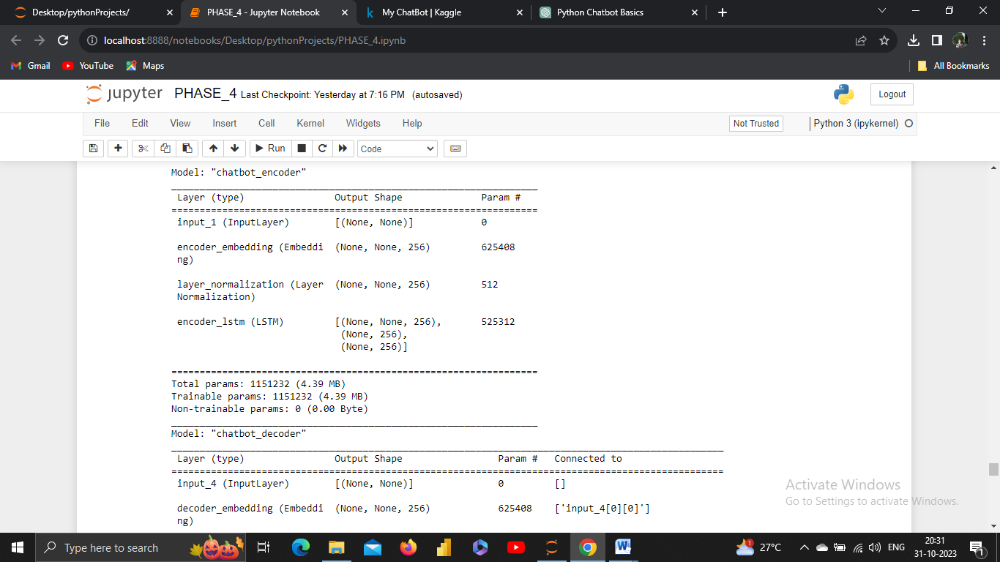 Desktop/pythonProjects/
PHASE_4 - Jupyter Notebook
My ChatBot | Kaggle
Python Chatbot Basics
localhost:8888/notebooks/Desktop/pythonProjects/PHASE_4.ipynb
Gmail
YouTube
Maps
All Bookmarks
jupyter PHASE_4 Last Checkpoint: Yesterday at 7:16 PM (autosaved)
Logout
File Edit View Insert Cell Kernel Widgets Help
Not Trusted
Python 3 (ipykernel)
Run
Code
Model: "chatbot_encoder"
_________________________________________________________________
Layer (type) Output Shape Param #
=================================================================
input_1 (InputLayer) [(None, None)] 0
encoder_embedding (Embeddi (None, None, 256) 625408
ng)
layer_normalization (Layer (None, None, 256) 512
Normalization)
encoder_lstm (LSTM) [(None, None, 256), 525312
(None, 256),
(None, 256)]
=================================================================
Total params: 1151232 (4.39 MB)
Trainable params: 1151232 (4.39 MB)
Non-trainable params: 0 (0.00 Byte)
_________________________________________________________________
Model: "chatbot_decoder"
__________________________________________________________________________________________________
Layer (type) Output Shape Param # Connected to
==================================================================================================
input_4 (InputLayer) [(None, None)] 0 []
decoder_embedding (Embeddi (None, None, 256) 625408 ['input_4[0][0]']
ng)
Activate Windows
Go to Settings to activate Windows.
Type here to search
1
27°C
ENG
20:31
31-10-2023
1